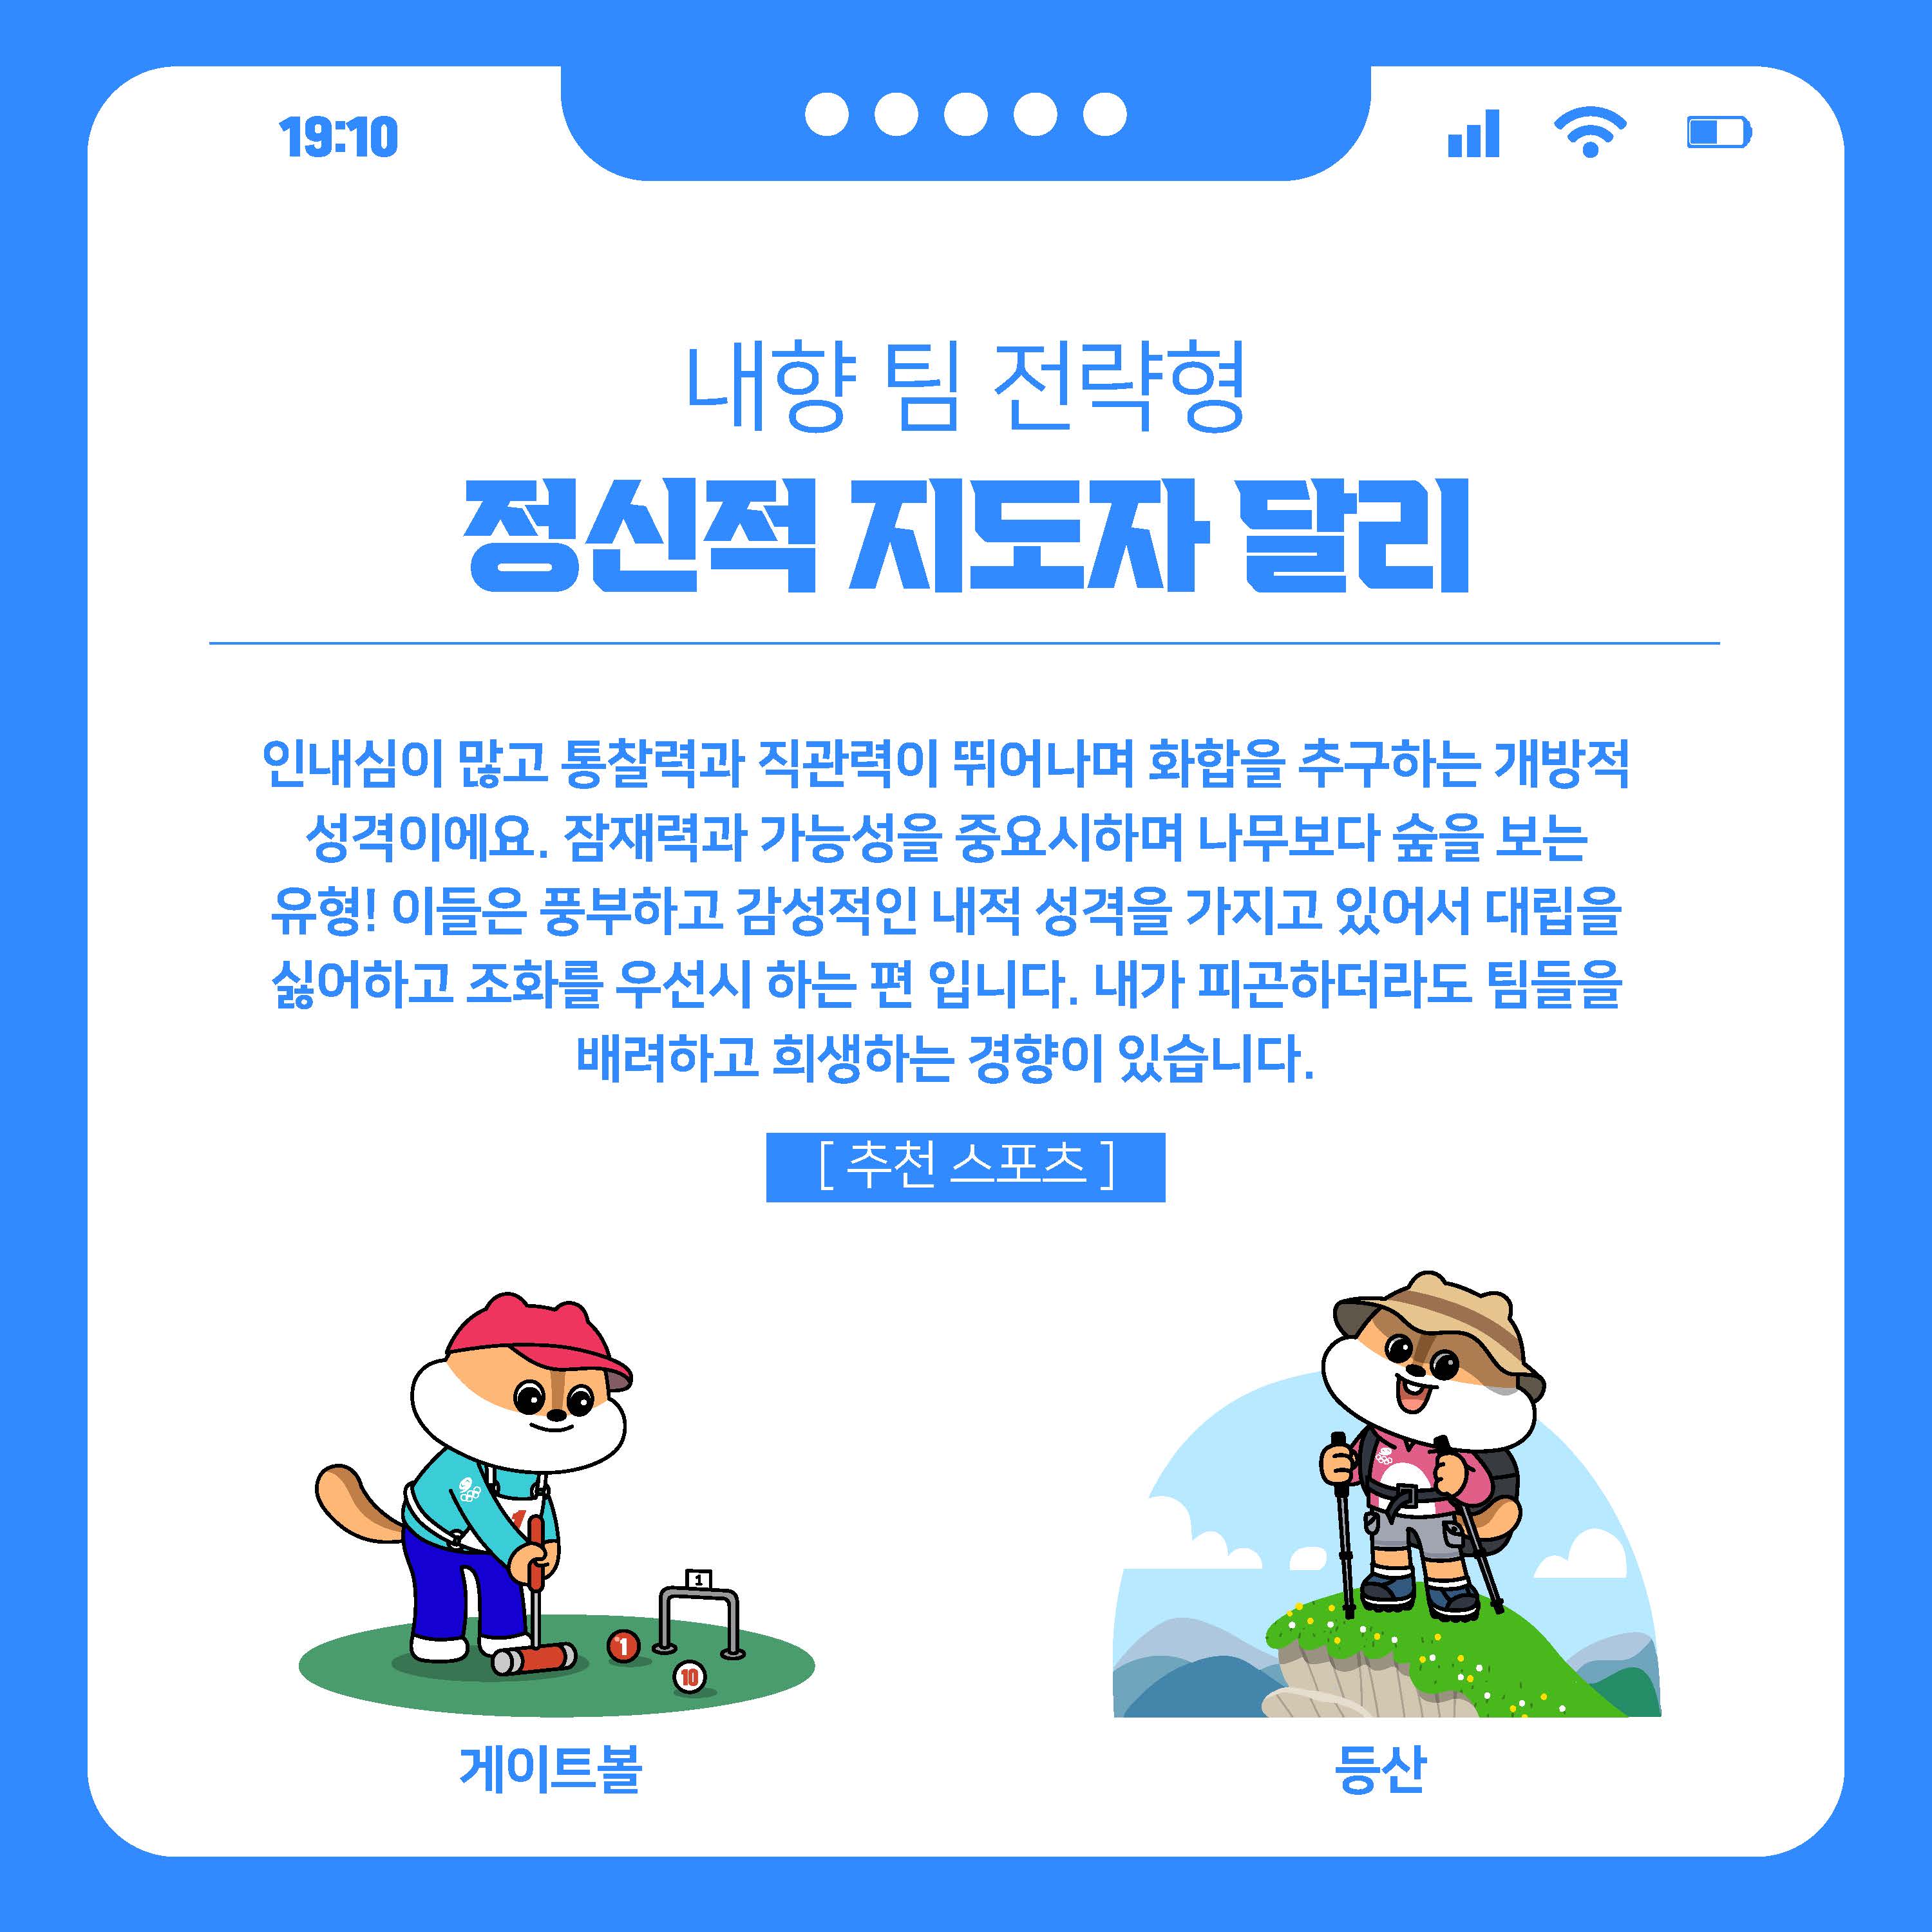 19:10
내향 팀 전략형
정신적 지도자 달리
인내심이 많고 통찰력과 직관력이 뛰어나며 화합을 추구하는 개방적
성격이에요. 잠재력과 가능성을 중요시하며 나무보다 숲을 보는
유형! 이들은 풍부하고 감성적인 내적 성격을 가지고 있어서 대립을
싫어하고 조화를 우선시 하는 편 입니다. 내가 피곤하더라도 팀들을
배려하고 희생하는 경향이 있습니다.
[ 추천 스포츠 ]
1
1
1
10
게이트볼
등산